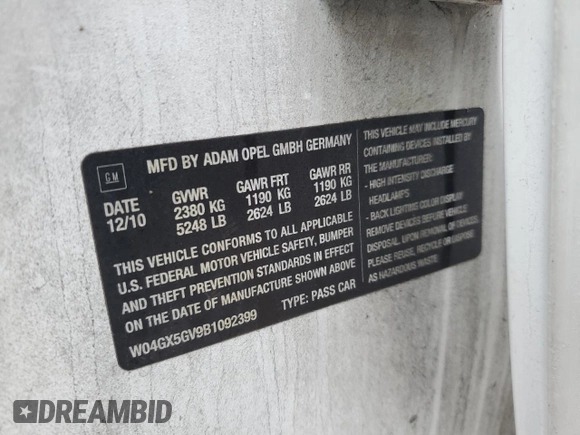 GM
MFD BY ADAM OPEL GMBH GERMANY
DATE GVWR GAWR FRT GAWR RR
12/10 2380 KG 1190 KG 1190 KG
5248 LB 2624 LB 2624 LB
THIS VEHICLE CONFORMS TO ALL APPLICABLE
U.S. FEDERAL MOTOR VEHICLE SAFETY, BUMPER
AND THEFT PREVENTION STANDARDS IN EFFECT
ON THE DATE OF MANUFACTURE SHOWN ABOVE
W04GX5GV9B1092399 TYPE: PASS CAR
THIS VEHICLE MAY INCLUDE MERCURY
CONTAINING DEVICES INSTALLED BY
THE MANUFACTURER:
- HIGH INTENSITY DISCHARGE
HEADLAMPS
- BACK LIGHTING COLOR DISPLAY
REMOVE DEVICES BEFORE VEHICLE
DISPOSAL. UPON REMOVAL OF DEVICES,
PLEASE REUSE, RECYCLE OR DISPOSE
AS HAZARDOUS WASTE.
DREAMBID